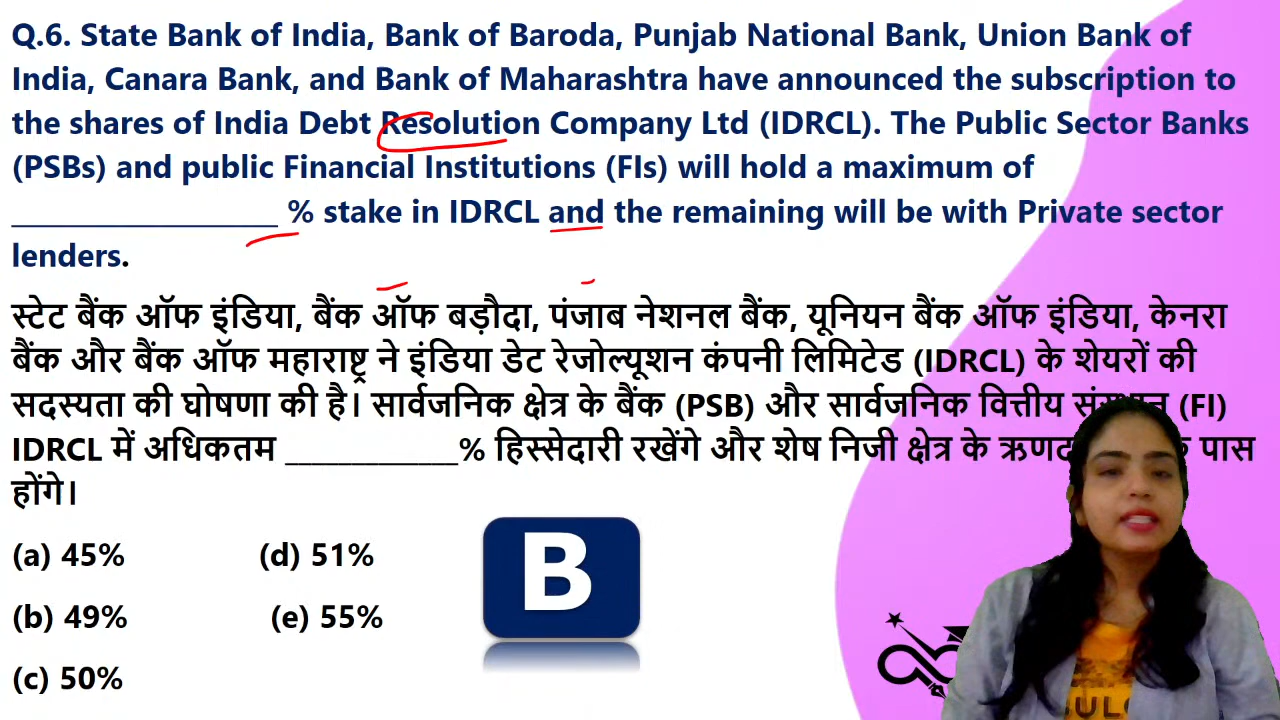 Q.6. State Bank of India, Bank of Baroda, Punjab National Bank, Union Bank of
India, Canara Bank, and Bank of Maharashtra have announced the subscription to
the shares of India Debt Resolution Company Ltd (IDRCL). The Public Sector Banks
(PSBs) and public Financial Institutions (FIs) will hold a maximum of
__________________ % stake in IDRCL and the remaining will be with Private sector
lenders.
स्टेट बैंक ऑफ इंडिया, बैंक ऑफ बड़ौदा, पंजाब नेशनल बैंक, यूनियन बैंक ऑफ इंडिया, केनरा
बैंक और बैंक ऑफ महाराष्ट्र ने इंडिया डेट रेजोल्यूशन कंपनी लिमिटेड (IDRCL) के शेयरों की
सदस्यता की घोषणा की है। सार्वजनिक क्षेत्र के बैंक (PSB) और सार्वजनिक वित्तीय (FI)
IDRCL में अधिकतम _____________% हिस्सेदारी रखेंगे और शेष निजी क्षेत्र के पास
होंगे।
(a) 45% (d) 51%
(b) 49% (e) 55%
(c) 50%
B